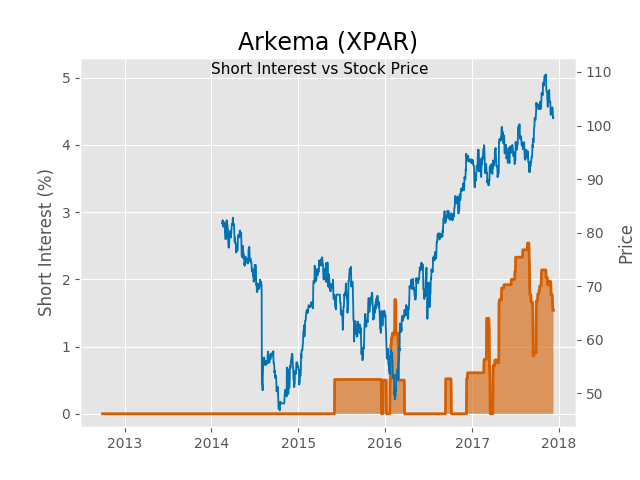 Arkema (XPAR)
Short Interest vs Stock Price
Short Interest (%)
5
4
3
2
1
0
110
100
90
80
70
60
50
Price
2013 2014 2015 2016 2017 2018